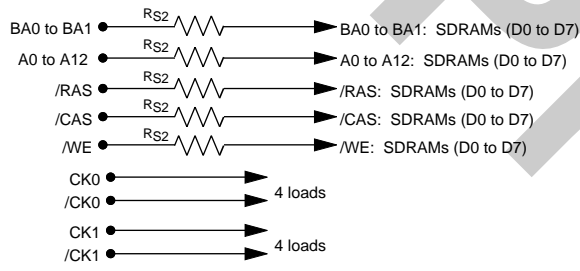 BA0 to BA1 RS2 BA0 to BA1: SDRAMs (D0 to D7)
A0 to A12 RS2 A0 to A12: SDRAMs (D0 to D7)
/RAS RS2 /RAS: SDRAMs (D0 to D7)
/CAS RS2 /CAS: SDRAMs (D0 to D7)
/WE RS2 /WE: SDRAMs (D0 to D7)
CK0
/CK0 4 loads
CK1
/CK1 4 loads